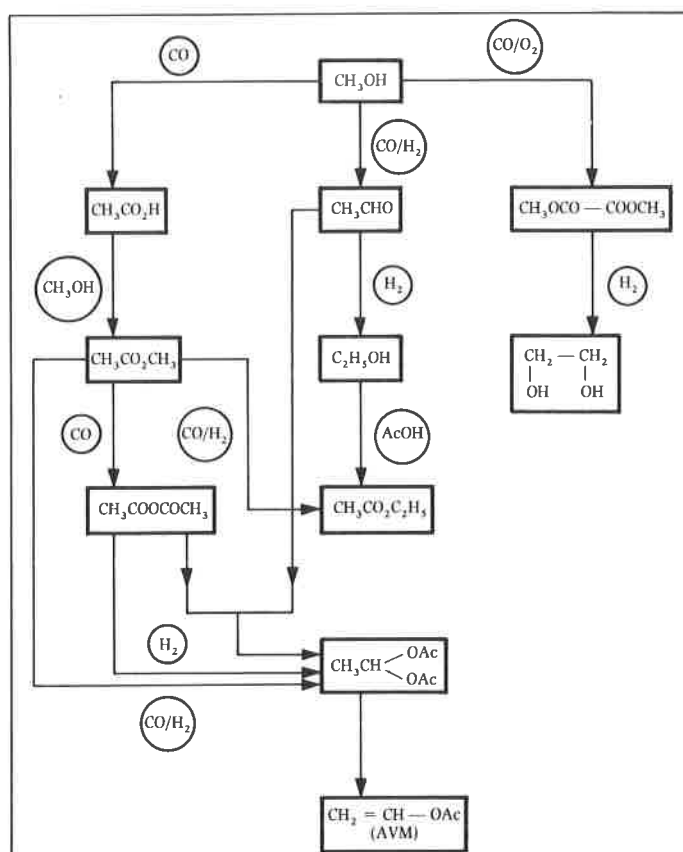 CO
CO/O₂
CH₃OH
CO/H₂
CH₃CO₂H
CH₃CHO
CH₃OCO — COOCH₃
CH₃OH
H₂
H₂
CH₃CO₂CH₃
C₂H₅OH
CH₂ — CH₂
OH OH
CO
CO/H₂
AcOH
CH₃COOCOCH₃
CH₃CO₂C₂H₅
H₂
OAc
CH₃CH
OAc
CO/H₂
CH₂ = CH — OAc
(AVM)